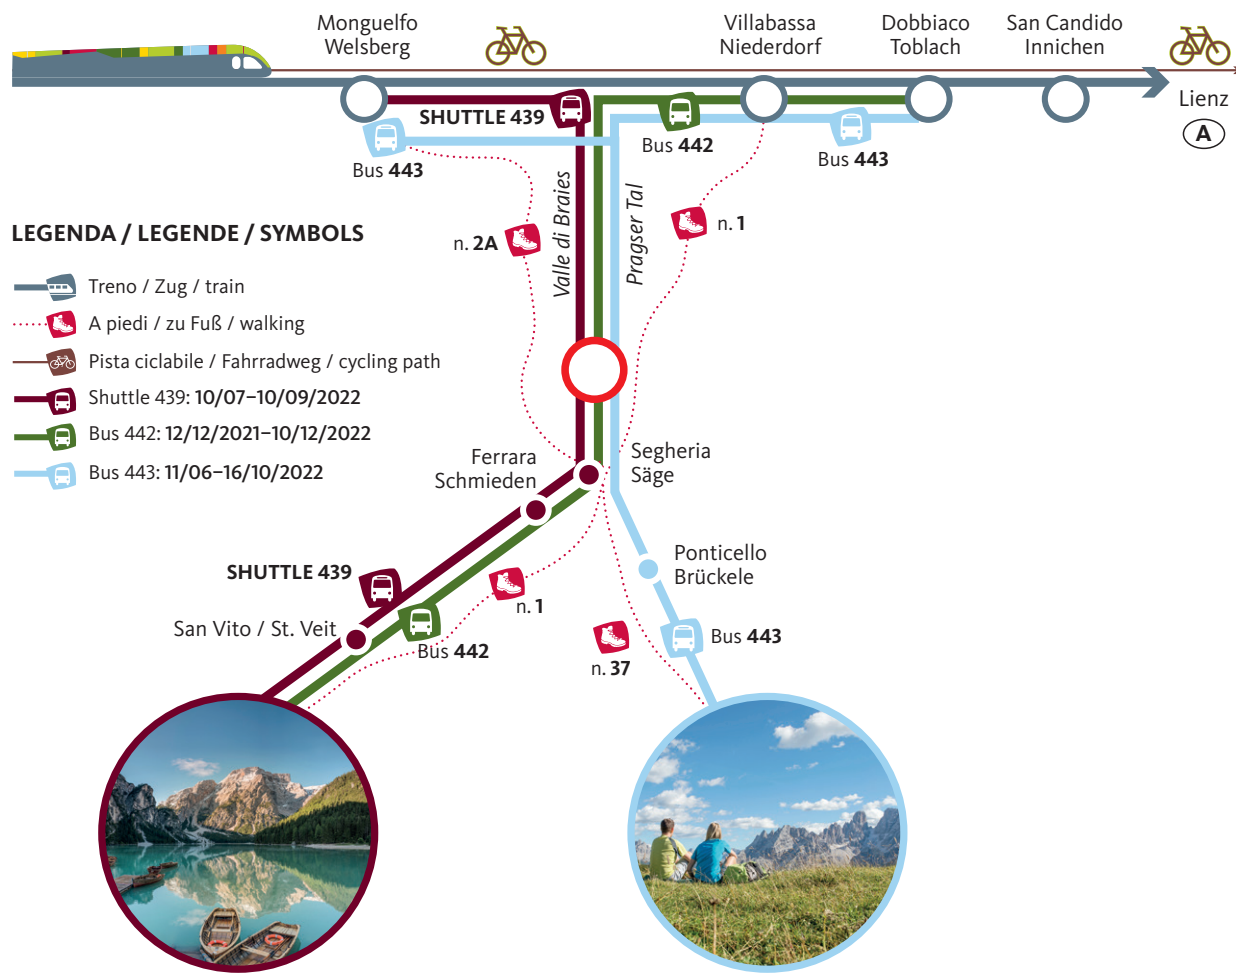 Monguelfo
Welsberg
Villabassa
Niederdorf
Dobbiaco
Toblach
San Candido
Innichen
Lienz
A
SHUTTLE 439
Bus 442
Bus 443
Bus 443
Valle di Braies
Pragser Tal
n. 2A
n. 1
LEGENDA / LEGENDE / SYMBOLS
Treno / Zug / train
A piedi / zu Fuß / walking
Pista ciclabile / Fahrradweg / cycling path
Shuttle 439: 10/07–10/09/2022
Bus 442: 12/12/2021–10/12/2022
Bus 443: 11/06–16/10/2022
Ferrara
Schmieden
Segheria
Säge
Ponticello
Brückele
SHUTTLE 439
n. 1
San Vito / St. Veit
Bus 442
n. 37
Bus 443